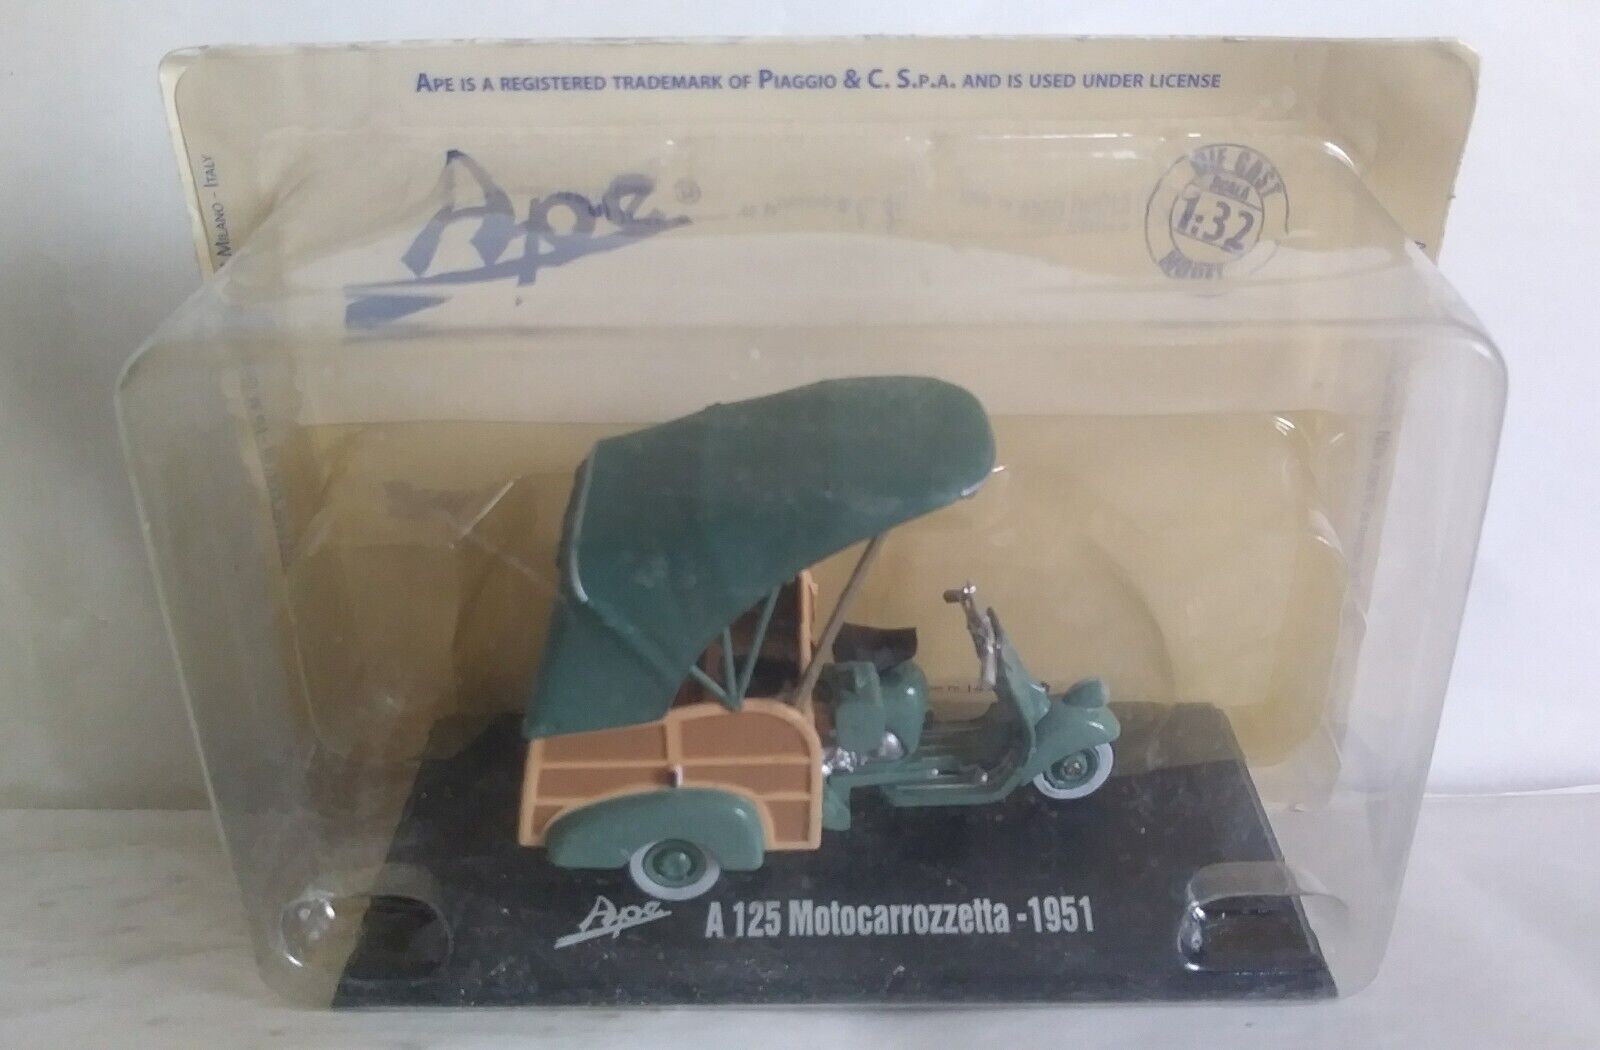 APE IS A REGISTERED TRADEMARK OF PIAGGIO & C. S.P.A. AND IS USED UNDER LICENSE
MILANO - ITALY
Ape®
DIE CAST
SCALA
1:32
MODEL
Ape A 125 Motocarrozzetta -1951